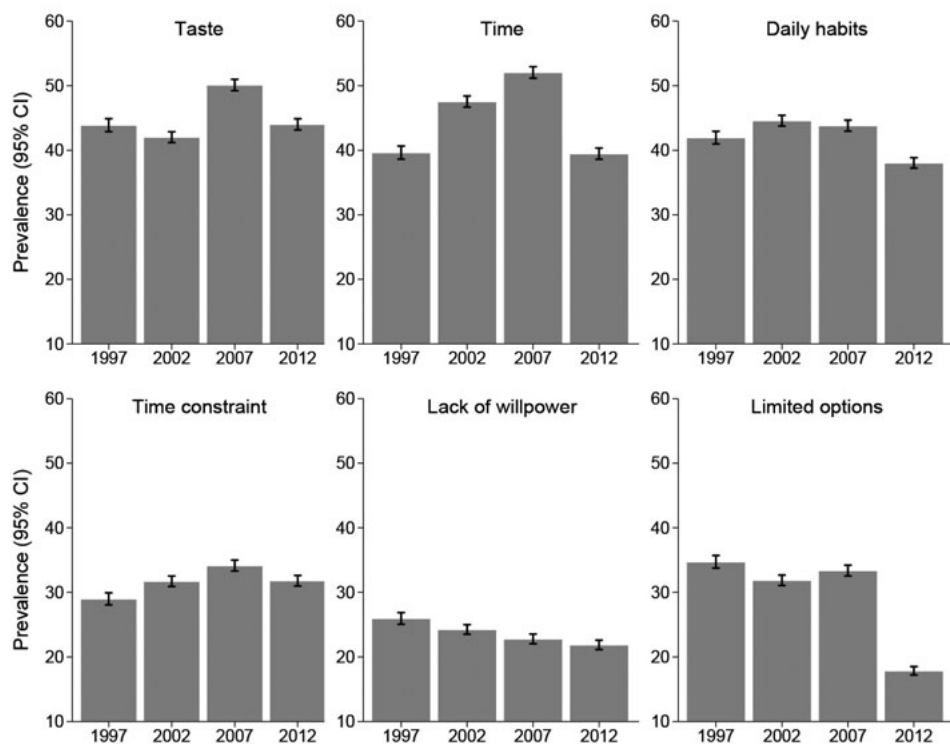 Taste
Time
Daily habits
Prevalence (95% CI)
60
50
40
30
20
10
1997 2002 2007 2012
60
50
40
30
20
10
1997 2002 2007 2012
60
50
40
30
20
10
1997 2002 2007 2012
Time constraint
Lack of willpower
Limited options
Prevalence (95% CI)
60
50
40
30
20
10
1997 2002 2007 2012
60
50
40
30
20
10
1997 2002 2007 2012
60
50
40
30
20
10
1997 2002 2007 2012